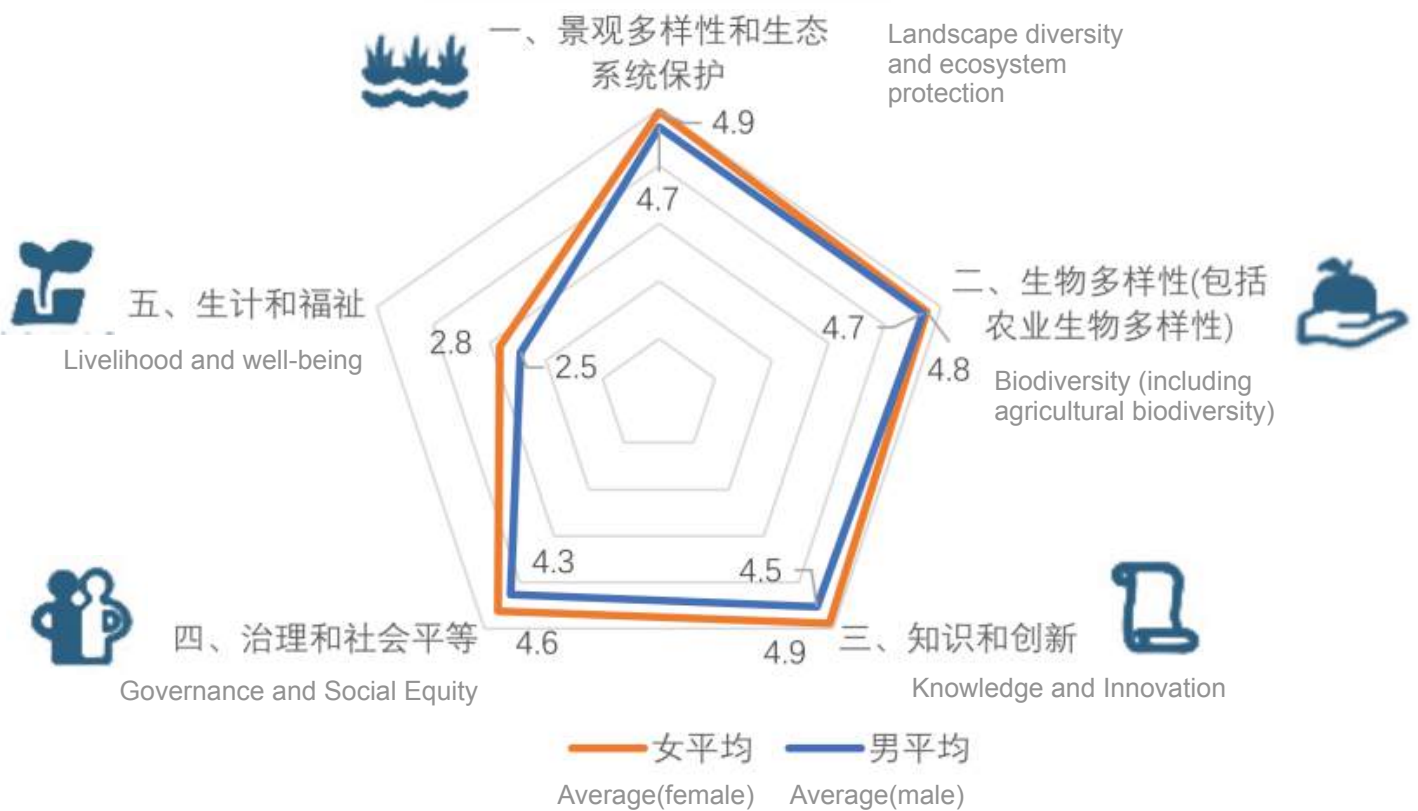 一、景观多样性和生态
系统保护
Landscape diversity
and ecosystem
protection
4.9
4.7
二、生物多样性(包括
农业生物多样性)
4.7
4.8
Biodiversity (including
agricultural biodiversity)
五、生计和福祉
2.8
2.5
Livelihood and well-being
4.3
4.5
四、治理和社会平等
4.6
4.9
三、知识和创新
Governance and Social Equity
Knowledge and Innovation
女平均
男平均
Average(female)
Average(male)